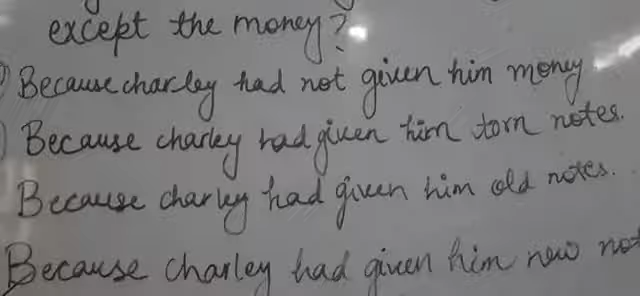 except the money?
Because charley had not given him money.
Because charley had given him torn notes.
Because charley had given him old notes.
Because charley had given him new not